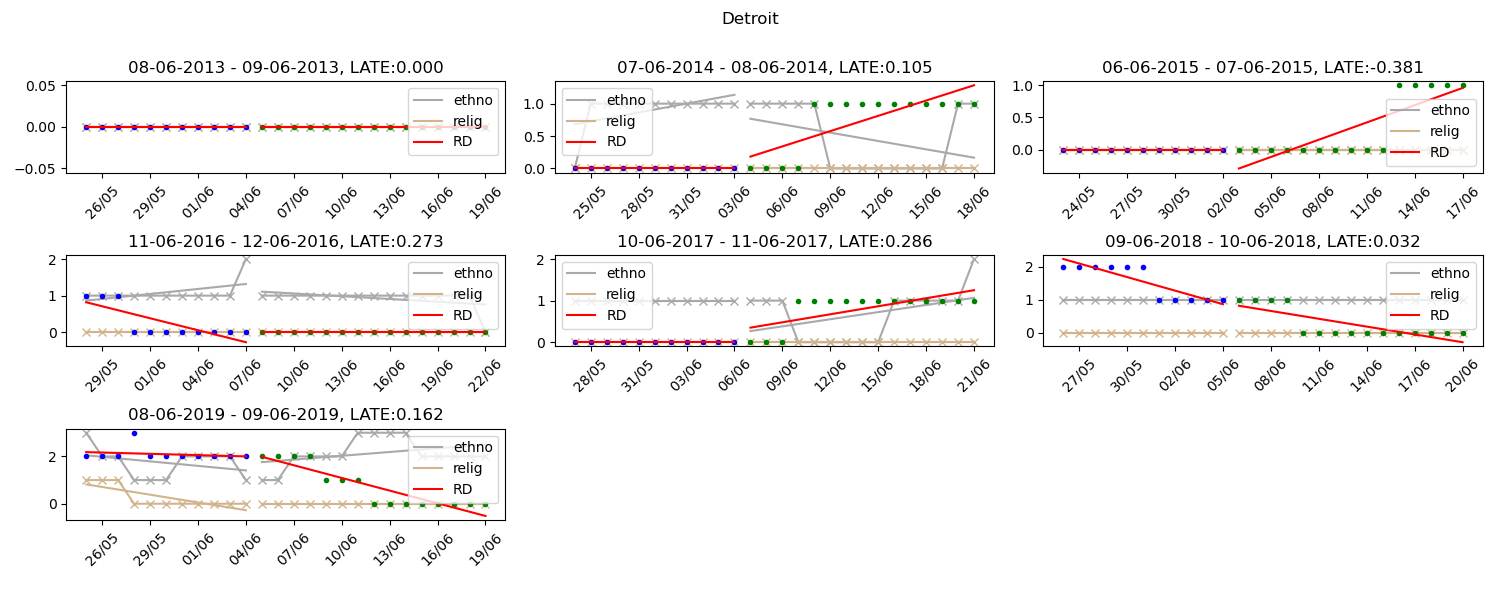 Detroit
08-06-2013 - 09-06-2013, LATE:0.000
0.05
0.00
−0.05
ethno
relig
RD
26/05 29/05 01/06 04/06 07/06 10/06 13/06 16/06 19/06
07-06-2014 - 08-06-2014, LATE:0.105
1.0
0.5
0.0
ethno
relig
RD
25/05 28/05 31/05 03/06 06/06 09/06 12/06 15/06 18/06
06-06-2015 - 07-06-2015, LATE:-0.381
1.0
0.5
0.0
ethno
relig
RD
24/05 27/05 30/05 02/06 05/06 08/06 11/06 14/06 17/06
11-06-2016 - 12-06-2016, LATE:0.273
2
1
0
ethno
relig
RD
29/05 01/06 04/06 07/06 10/06 13/06 16/06 19/06 22/06
10-06-2017 - 11-06-2017, LATE:0.286
2
1
0
ethno
relig
RD
28/05 31/05 03/06 06/06 09/06 12/06 15/06 18/06 21/06
09-06-2018 - 10-06-2018, LATE:0.032
2
1
0
ethno
relig
RD
27/05 30/05 02/06 05/06 08/06 11/06 14/06 17/06 20/06
08-06-2019 - 09-06-2019, LATE:0.162
2
0
ethno
relig
RD
26/05 29/05 01/06 04/06 07/06 10/06 13/06 16/06 19/06